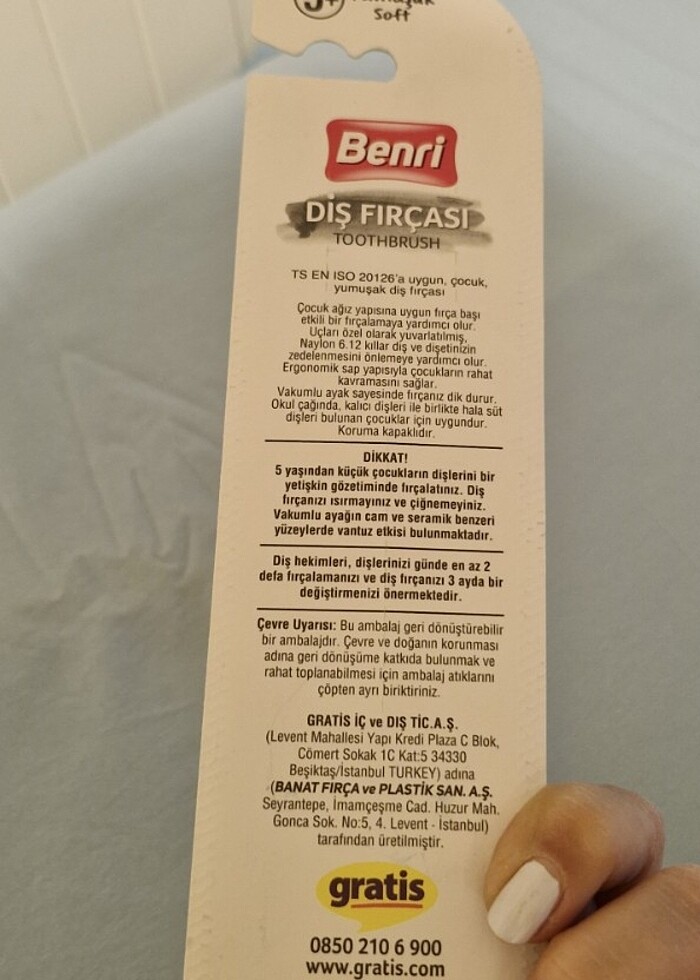 5+
Soft
Benri
DİŞ FIRÇASI
TOOTHBRUSH
TS EN ISO 20126'a uygun, çocuk,
yumuşak diş fırçası
Çocuk ağız yapısına uygun fırça başı
etkili bir fırçalamaya yardımcı olur.
Uçları özel olarak yuvarlatılmış,
Naylon 6.12 kıllar diş ve dişetinizin
zedelenmesini önlemeye yardımcı olur.
Ergonomik sap yapısıyla çocukların rahat
kavramasını sağlar.
Vakumlu ayak sayesinde fırçanız dik durur.
Okul çağında, kalıcı dişleri ile birlikte hala süt
dişleri bulunan çocuklar için uygundur.
Koruma kapaklıdır.
DİKKAT!
5 yaşından küçük çocukların dişlerini bir
yetişkin gözetiminde fırçalatınız. Diş
fırçanızı ısırmayınız ve çiğnemeyiniz.
Vakumlu ayağın cam ve seramik benzeri
yüzeylerde vantuz etkisi bulunmaktadır.
Diş hekimleri, dişlerinizi günde en az 2
defa fırçalamanızı ve diş fırçanızı 3 ayda bir
değiştirmenizi önermektedir.
Çevre Uyarısı: Bu ambalaj geri dönüştürebilir
bir ambalajdır. Çevre ve doğanın korunması
adına geri dönüşüme katkıda bulunmak ve
rahat toplanabilmesi için ambalaj atıklarını
çöpten ayrı biriktiriniz.
GRATİS İÇ ve DIŞ TİC.A.Ş.
(Levent Mahallesi Yapı Kredi Plaza C Blok,
Cömert Sokak 1C Kat:5 34330
Beşiktaş/İstanbul TURKEY) adına
(BANAT FIRÇA ve PLASTİK SAN. A.Ş.
Seyrantepe, İmamçeşme Cad. Huzur Mah.
Gonca Sok. No:5, 4. Levent - İstanbul)
tarafından üretilmiştir.
gratis
0850 210 6 900
www.gratis.com